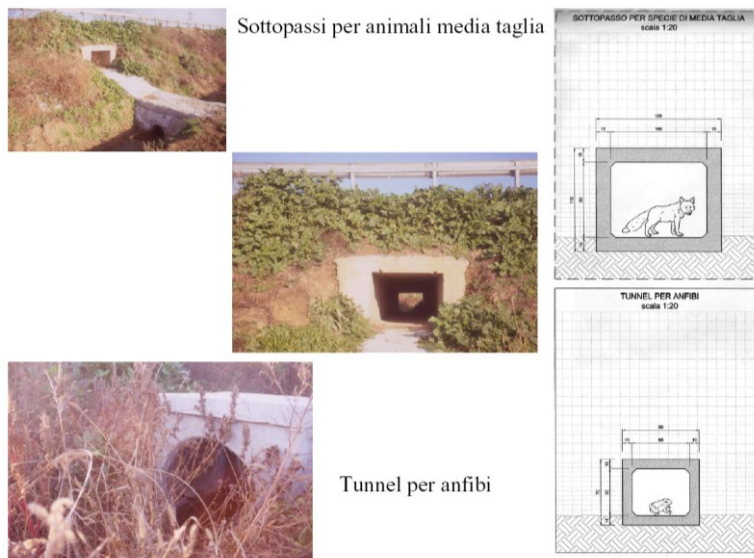 Sottopassi per animali media taglia
SOTTOPASSO PER SPECIE DI MEDIA TAGLIA
scala 1:20
TUNNEL PER ANFIBI
scala 1:20
Tunnel per anfibi